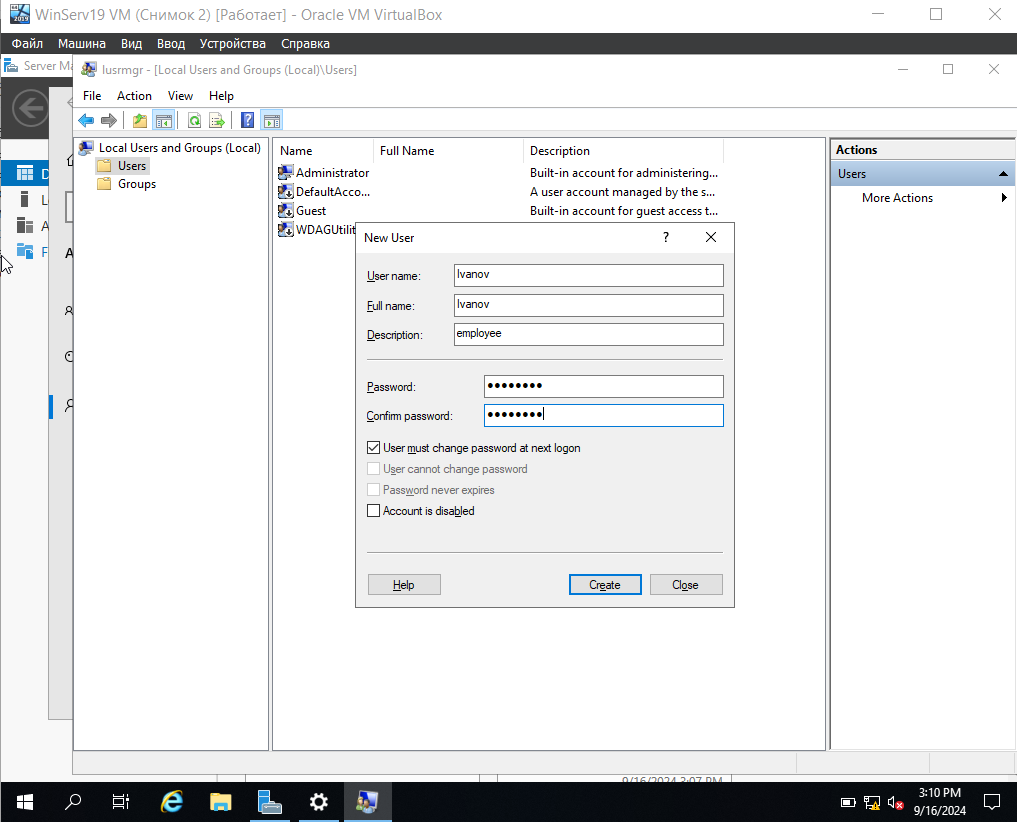 WinServ19 VM (Снимок 2) [Работает] - Oracle VM VirtualBox
Файл Машина Вид Ввод Устройства Справка
Server Ma
lusrmgr - [Local Users and Groups (Local)\Users]
File Action View Help
Local Users and Groups (Local)
Users
Groups
Name Full Name Description
Administrator Built-in account for administering...
DefaultAcco... A user account managed by the s...
Guest Built-in account for guest access t...
WDAGUtilit
Actions
Users
More Actions
D
L
A
F
A
New User
?
User name: Ivanov
Full name: Ivanov
Description: employee
Password: ●●●●●●●●
Confirm password: ●●●●●●●●
User must change password at next logon
User cannot change password
Password never expires
Account is disabled
Help Create Close
9/16/2024 3:07 PM
3:10 PM
9/16/2024